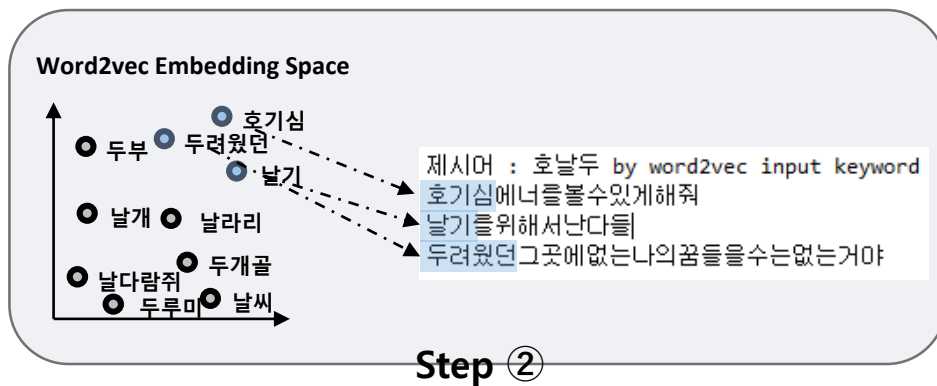 Word2vec Embedding Space
호기심
두부
두려웠던
날기
날개
날라리
두개골
날다람쥐
두루미
날씨
제시어 : 호날두 by word2vec input keyword
호기심에너를볼수있게해줘
날기를위해서난다들
두려웠던그곳에없는나의꿈들을수는없는거야
Step ②